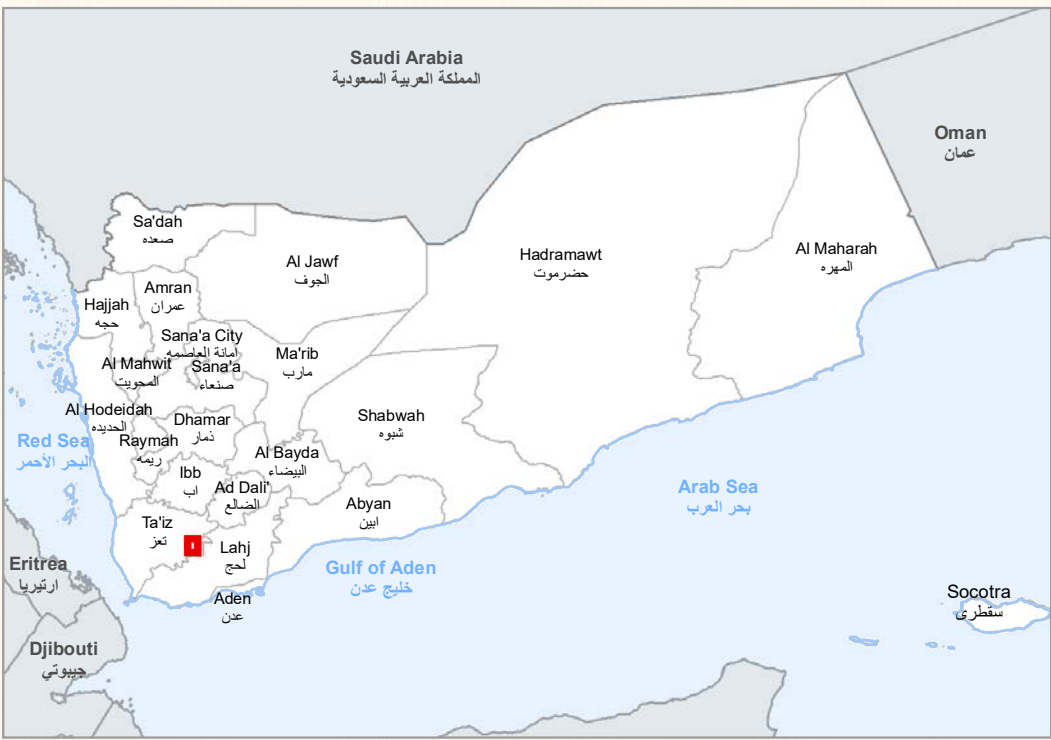 Saudi Arabia
المملكة العربية السعودية
Oman
عمان
Sa'dah
صعده
Al Jawf
الجوف
Hadramawt
حضرموت
Al Maharah
المهره
Amran
عمران
Hajjah
حجه
Sana'a City
أمانة العاصمه
Ma'rib
مارب
Al Mahwit
المحويت
Sana'a
صنعاء
Al Hodeidah
الحديده
Dhamar
ذمار
Shabwah
شبوه
Red Sea
البحر الأحمر
Raymah
ريمه
Al Bayda
البيضاء
Ibb
اب
Ad Dali'
الضالع
Abyan
ابين
Arab Sea
بحر العرب
Ta'iz
تعز
Lahj
لحج
Eritrea
ارتيريا
Gulf of Aden
خليج عدن
Aden
عدن
Socotra
سقطرى
Djibouti
جيبوتي